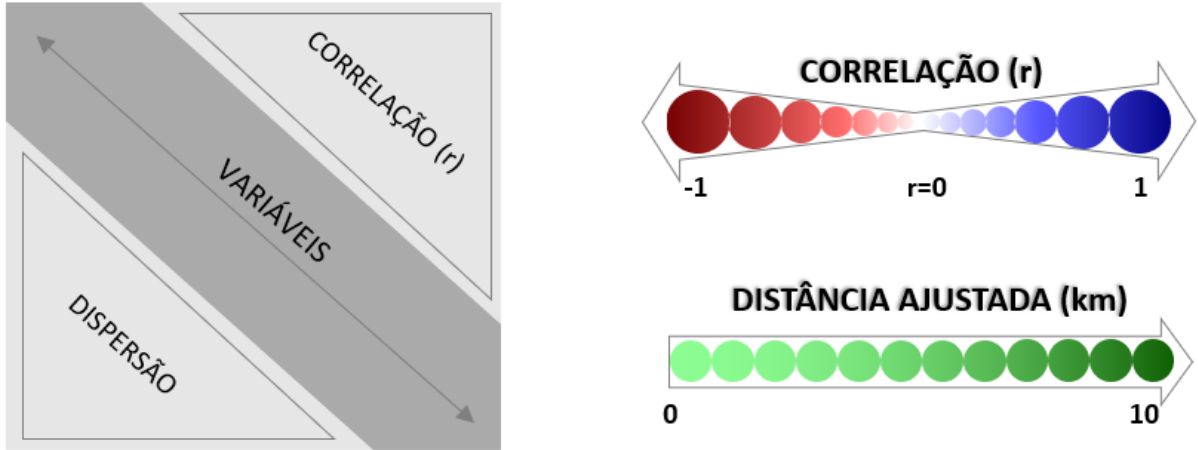 CORRELAÇÃO (r)
VARIÁVEIS
DISPERSÃO
CORRELAÇÃO (r)
-1
r=0
1
DISTÂNCIA AJUSTADA (km)
0
10